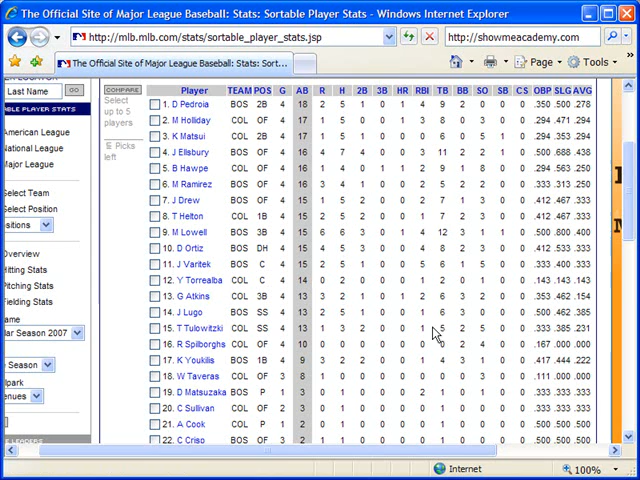 The Official Site of Major League Baseball: Stats: Sortable Player Stats - Windows Internet Explorer
http://mlb.mlb.com/stats/sortable_player_stats.jsp http://showmeacademy.com/
The Official Site of Major League Baseball: Stats: Sort... Page Tools
Last Name GO
ABLE PLAYER STATS
American League
National League
Major League
Select Team
Select Position
ositions)
Overview
Hitting Stats
Pitching Stats
Fielding Stats
ame
lar Season 2007
e Season
lpark
enues
E LEADERS
COMPARE
Select
up to 5
players
5 Picks
left
Player TEAM POS G AB R H 2B 3B HR RBI TB BB SO SB CS OBP SLG AVG
1. D Pedroia BOS 2B 4 18 2 5 1 0 1 4 9 2 0 0 0 .350 .500 .278
2. M Holliday COL OF 4 17 1 5 0 0 1 3 8 0 3 0 0 .294 .471 .294
3. K Matsui COL 2B 4 17 1 5 1 0 0 0 6 0 2 1 0 .294 .353 .294
4. J Ellsbury BOS OF 4 16 4 7 4 0 0 3 11 2 2 1 0 .500 .688 .438
5. B Hawpe COL OF 4 16 1 4 0 1 1 2 9 1 8 0 0 .294 .563 .250
6. M Ramirez BOS OF 4 16 3 4 1 0 0 2 5 2 2 0 0 .333 .313 .250
7. J Drew BOS OF 4 15 1 5 2 0 0 2 7 1 3 0 0 .412 .467 .333
8. T Helton COL 1B 4 15 2 5 2 0 0 1 7 2 3 0 0 .412 .467 .333
9. M Lowell BOS 3B 4 15 6 6 3 0 1 4 12 3 1 1 0 .500 .800 .400
10. D Ortiz BOS DH 4 15 4 5 3 0 0 4 8 2 3 0 0 .412 .533 .333
11. J Varitek BOS C 4 15 2 5 0 0 0 5 5 1 4 0 0 .333 .333 .333
12. Y Torrealba COL C 4 14 0 2 0 0 0 1 2 0 3 0 0 .143 .143 .143
13. G Atkins COL 3B 4 13 3 2 1 0 1 2 6 3 2 0 0 .353 .462 .154
14. J Lugo BOS SS 4 13 2 5 1 0 0 1 6 3 0 0 0 .500 .462 .385
15. T Tulowitzki COL SS 4 13 1 3 2 0 0 1 5 2 5 0 0 .333 .385 .231
16. R Spilborghs COL OF 4 10 0 0 0 0 0 0 0 2 4 0 0 .167 .000 .000
17. K Youkilis BOS 1B 4 9 3 2 2 0 0 1 4 3 1 0 0 .417 .444 .222
18. W Taveras COL OF 3 8 1 0 0 0 0 0 0 0 3 0 0 .111 .000 .000
19. D Matsuzaka BOS P 1 3 0 1 0 0 0 2 1 0 1 0 0 .333 .333 .333
20. C Sullivan COL OF 2 3 0 1 0 0 0 0 1 0 0 0 0 .333 .333 .333
21. A Cook COL P 1 2 0 1 0 0 0 0 1 0 0 0 0 .500 .500 .500
22. C Criso BOS OF 3 2 0 1 0 0 0 0 1 0 0 0 0 .500 .500 .500
Internet 100%